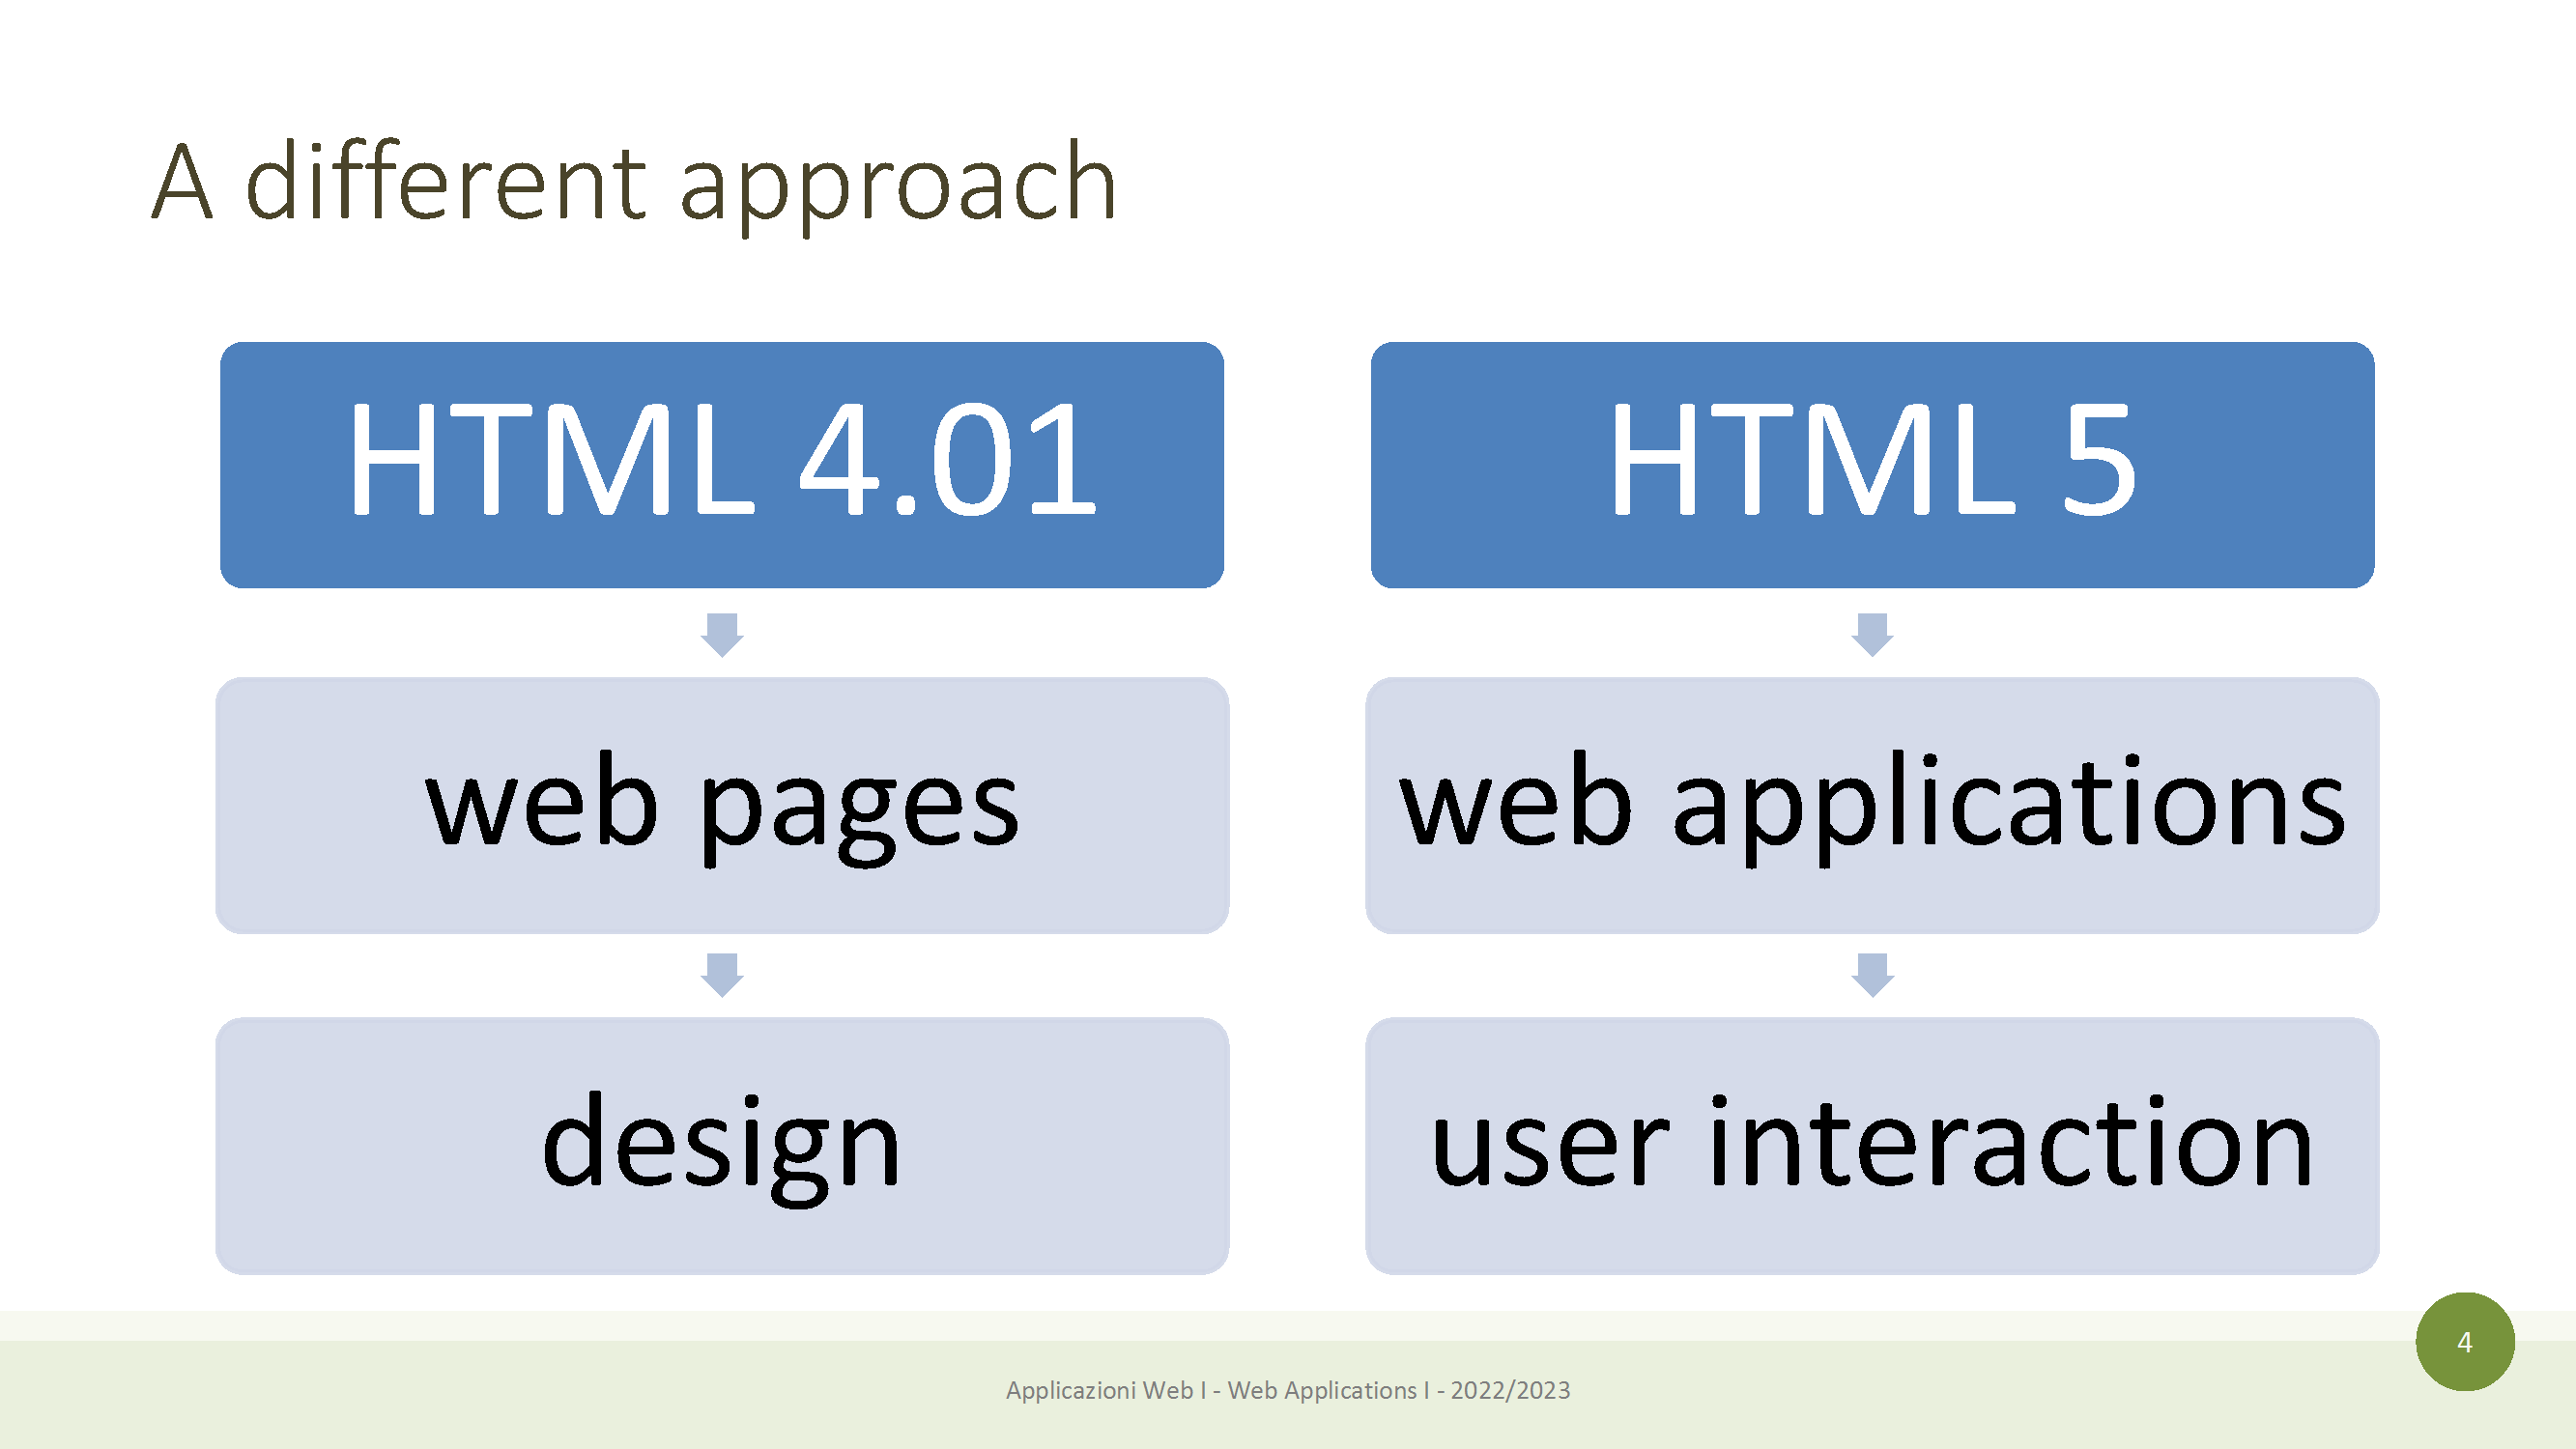 A different approach
HTML 4.01
web pages
design
HTML 5
web applications
user interaction
4
Applicazioni Web I - Web Applications I - 2022/2023